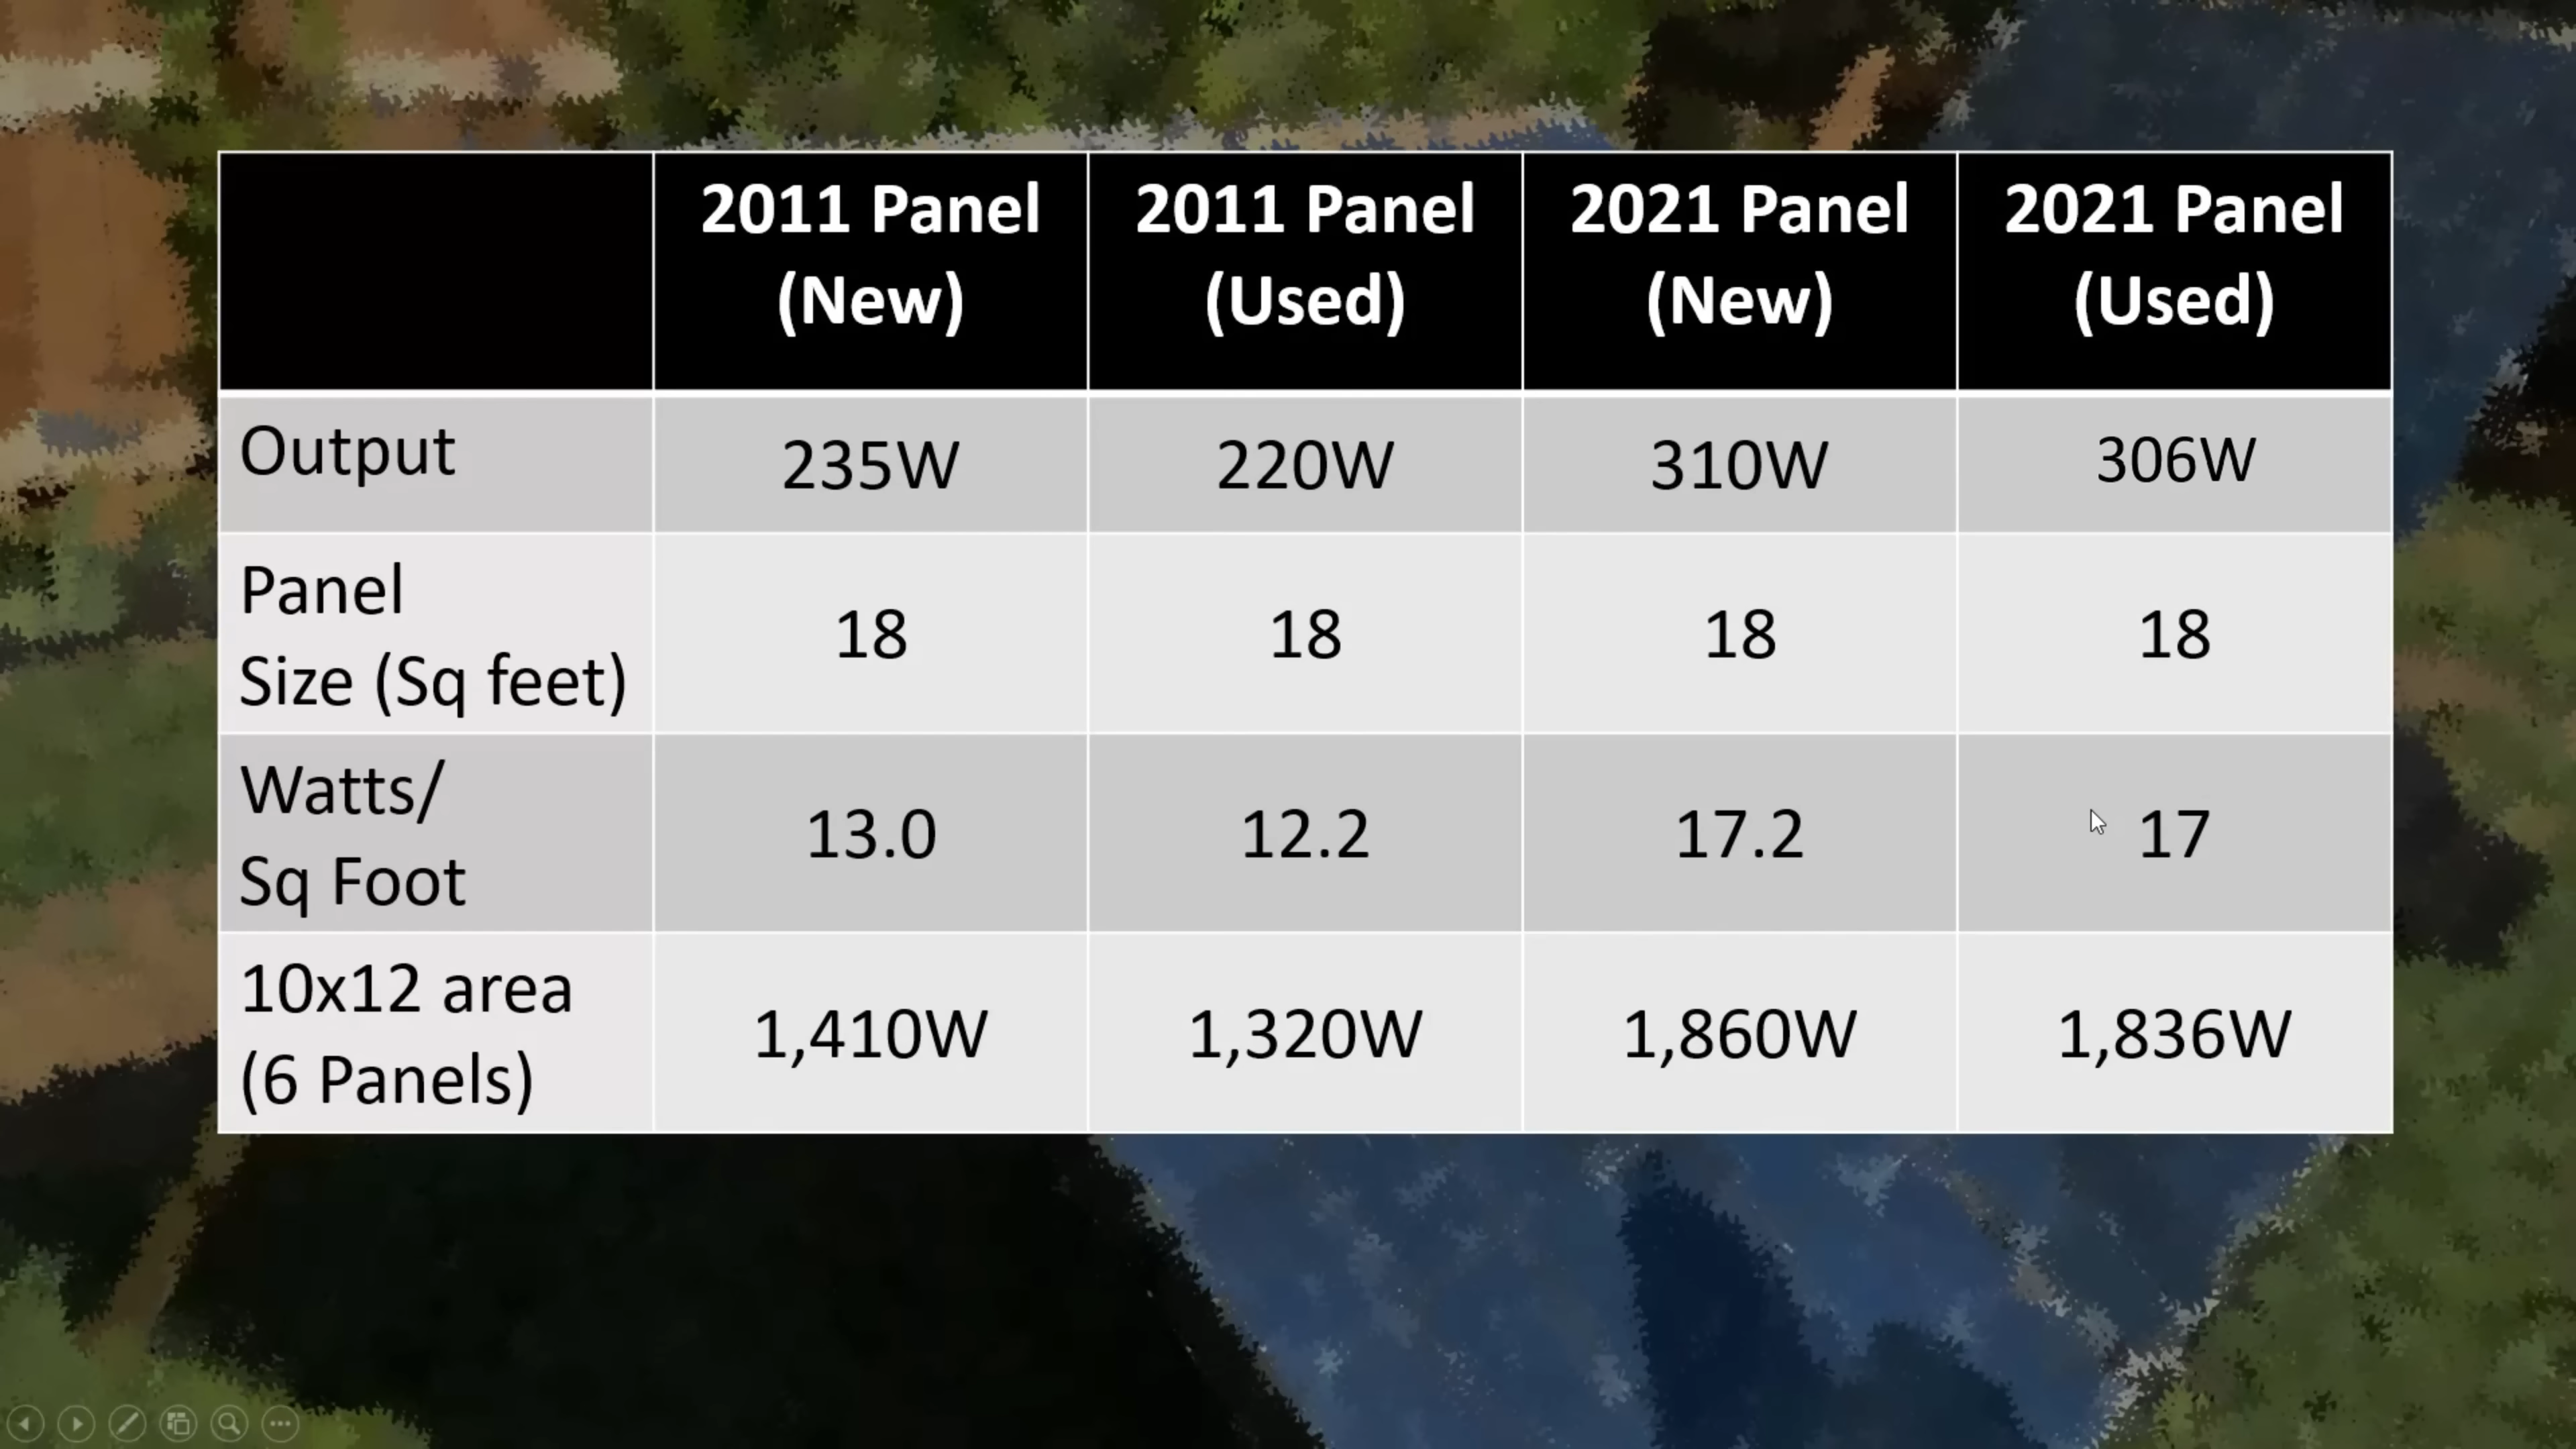 2011 Panel
(New)
2011 Panel
(Used)
2021 Panel
(New)
2021 Panel
(Used)
Output
235W
220W
310W
306W
Panel
Size (Sq feet)
18
18
18
18
Watts/
Sq Foot
13.0
12.2
17.2
17
10x12 area
(6 Panels)
1,410W
1,320W
1,860W
1,836W